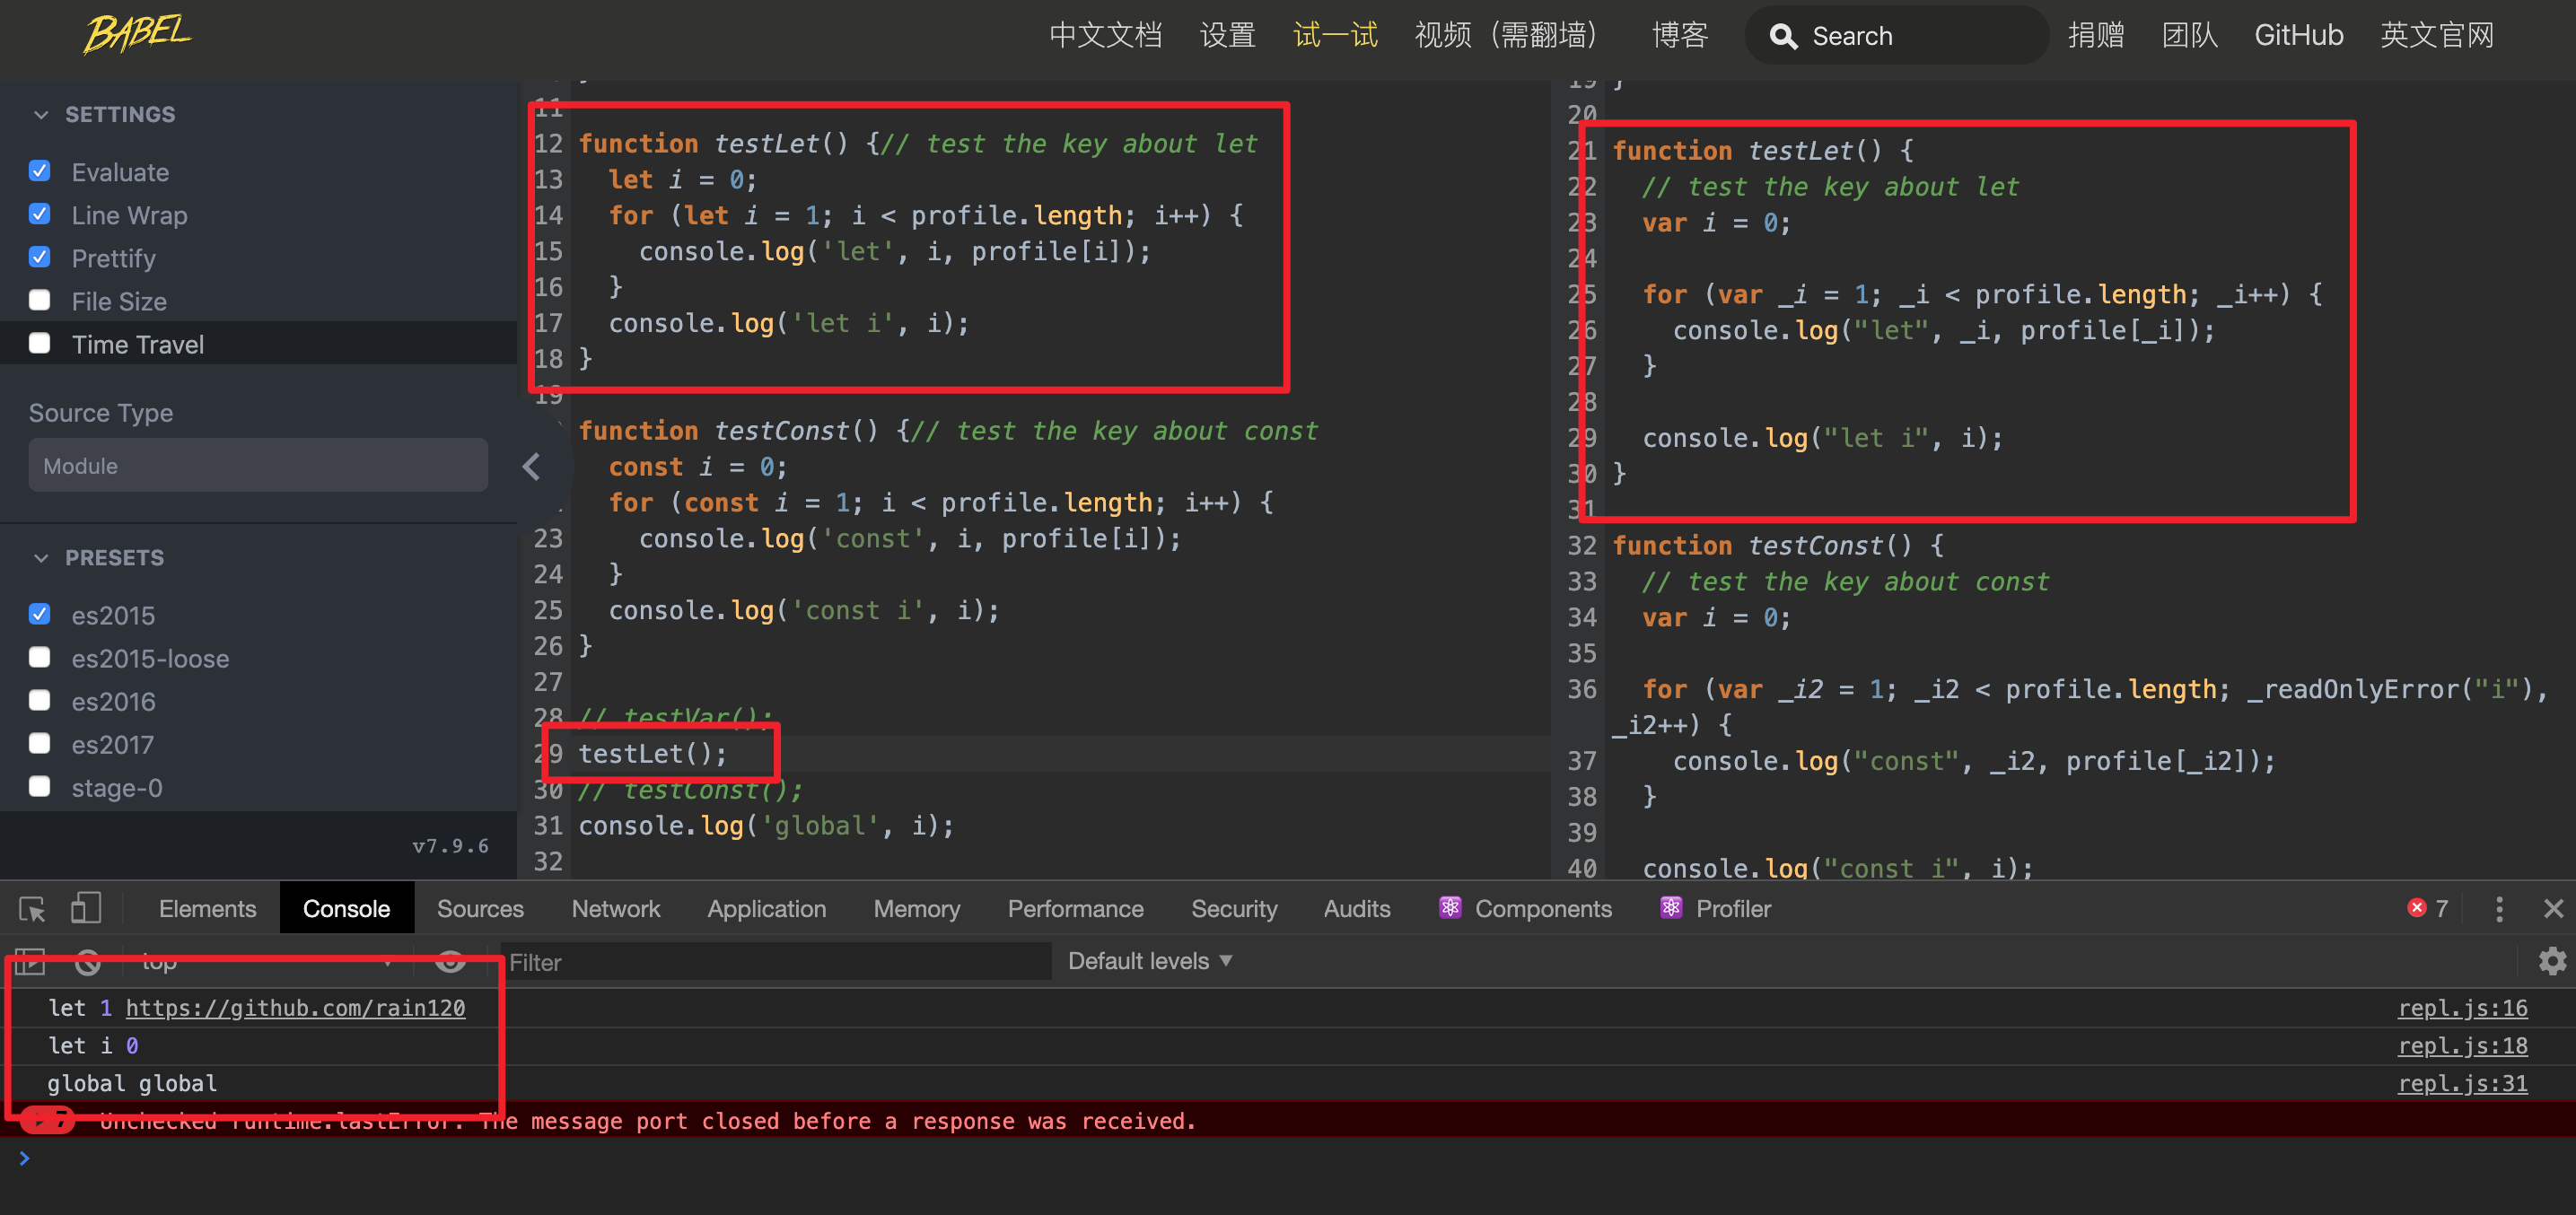 BABEL
中文文档 设置 试一试 视频（需翻墙） 博客 Search 捐赠 团队 GitHub 英文官网
SETTINGS
Evaluate
Line Wrap
Prettify
File Size
Time Travel
Source Type
Module
PRESETS
es2015
es2015-loose
es2016
es2017
stage-0
v7.9.6
11
12 function testLet() {// test the key about let
13 let i = 0;
14 for (let i = 1; i < profile.length; i++) {
15 console.log('let', i, profile[i]);
16 }
17 console.log('let i', i);
18 }
19
function testConst() {// test the key about const
const i = 0;
for (const i = 1; i < profile.length; i++) {
23 console.log('const', i, profile[i]);
24 }
25 console.log('const i', i);
26 }
27
28 // testVar();
29 testLet();
30 // testConst();
31 console.log('global', i);
32
19 }
20
21 function testLet() {
22 // test the key about let
23 var i = 0;
24
25 for (var _i = 1; _i < profile.length; _i++) {
26 console.log("let", _i, profile[_i]);
27 }
28
29 console.log("let i", i);
30 }
31
32 function testConst() {
33 // test the key about const
34 var i = 0;
35
36 for (var _i2 = 1; _i2 < profile.length; _readOnlyError("i"),
_i2++) {
37 console.log("const", _i2, profile[_i2]);
38 }
39
40 console.log("const i", i);
Elements Console Sources Network Application Memory Performance Security Audits Components Profiler 7
top Filter Default levels ▼
let 1 https://github.com/rain120 repl.js:16
let i 0 repl.js:18
global global repl.js:31
7 Unchecked runtime.lastError: The message port closed before a response was received.
>